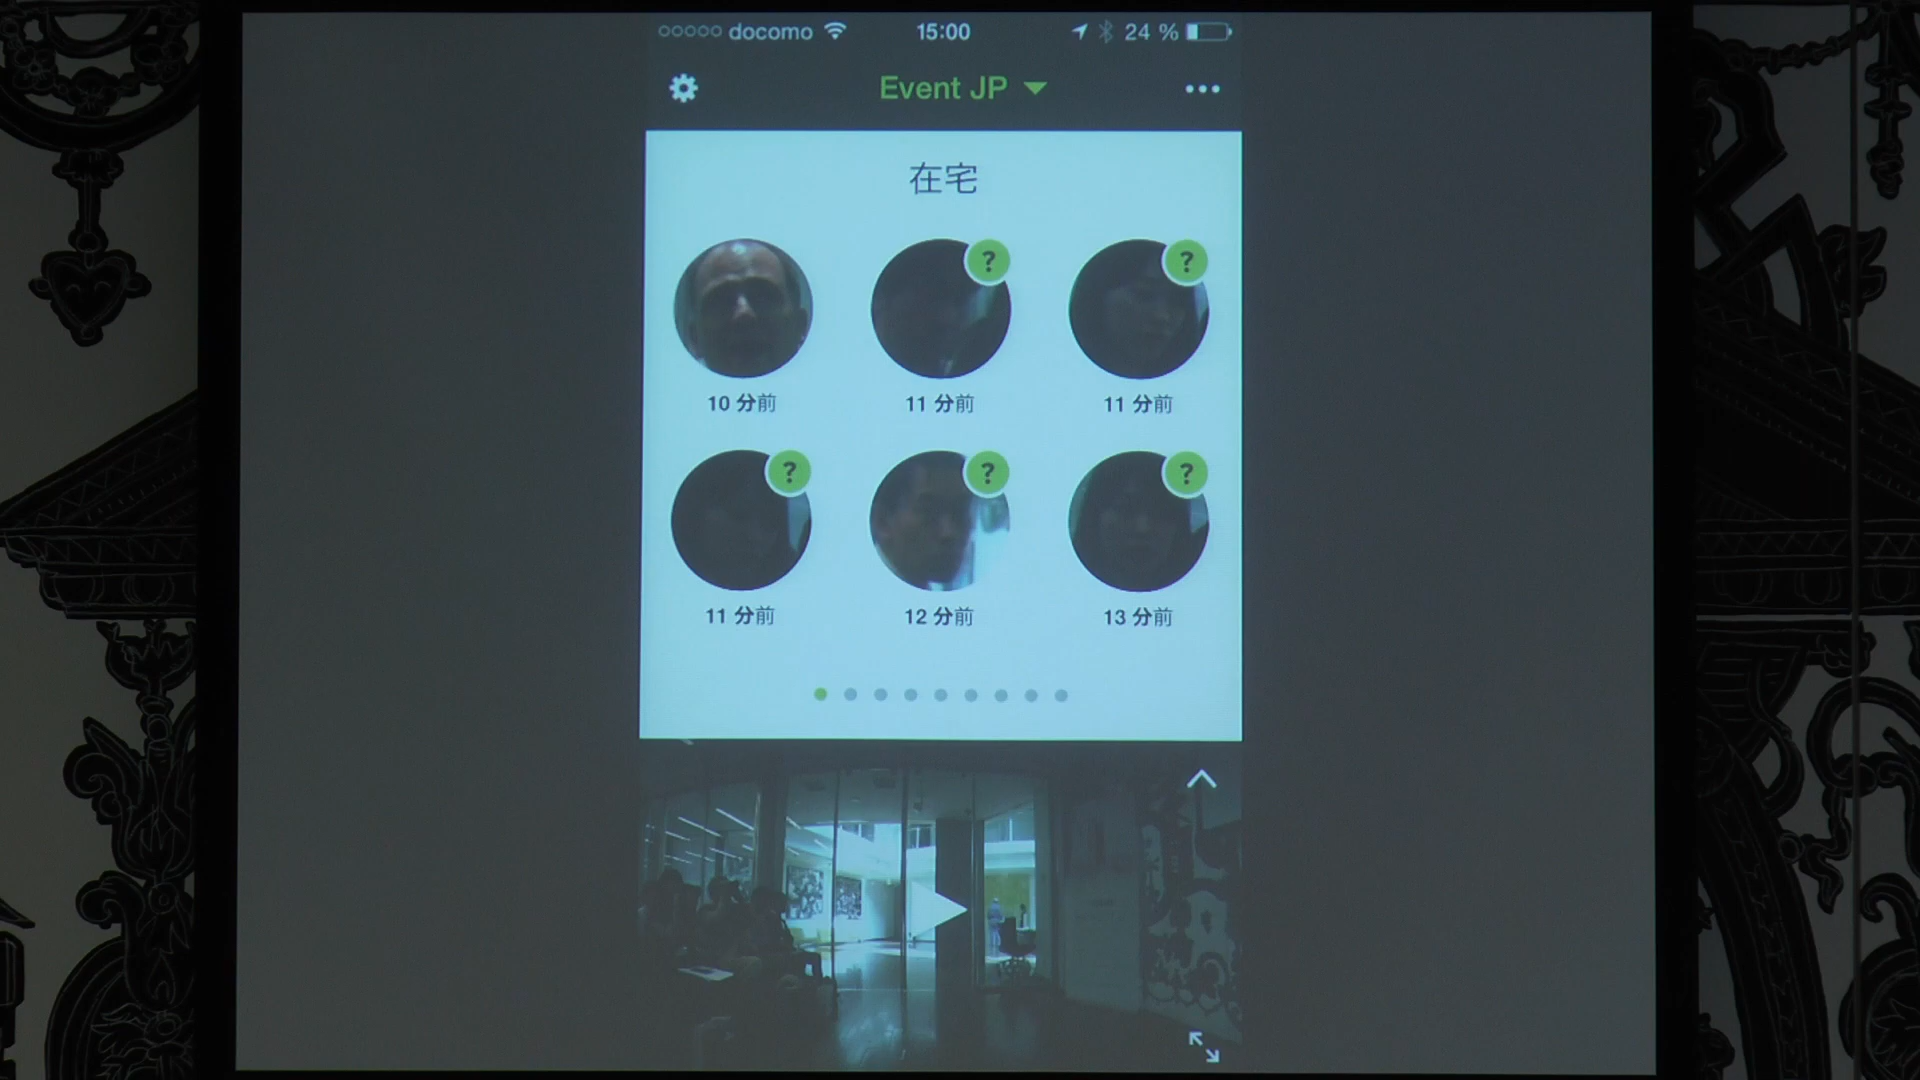 docomo 15:00 24 %
Event JP
在宅
? ?
10 分前 11 分前 11 分前
? ? ?
11 分前 12 分前 13 分前